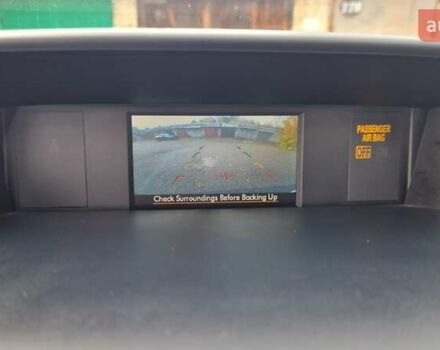 PASSENGER
AIR BAG
OFF
Check Surroundings Before Backing Up